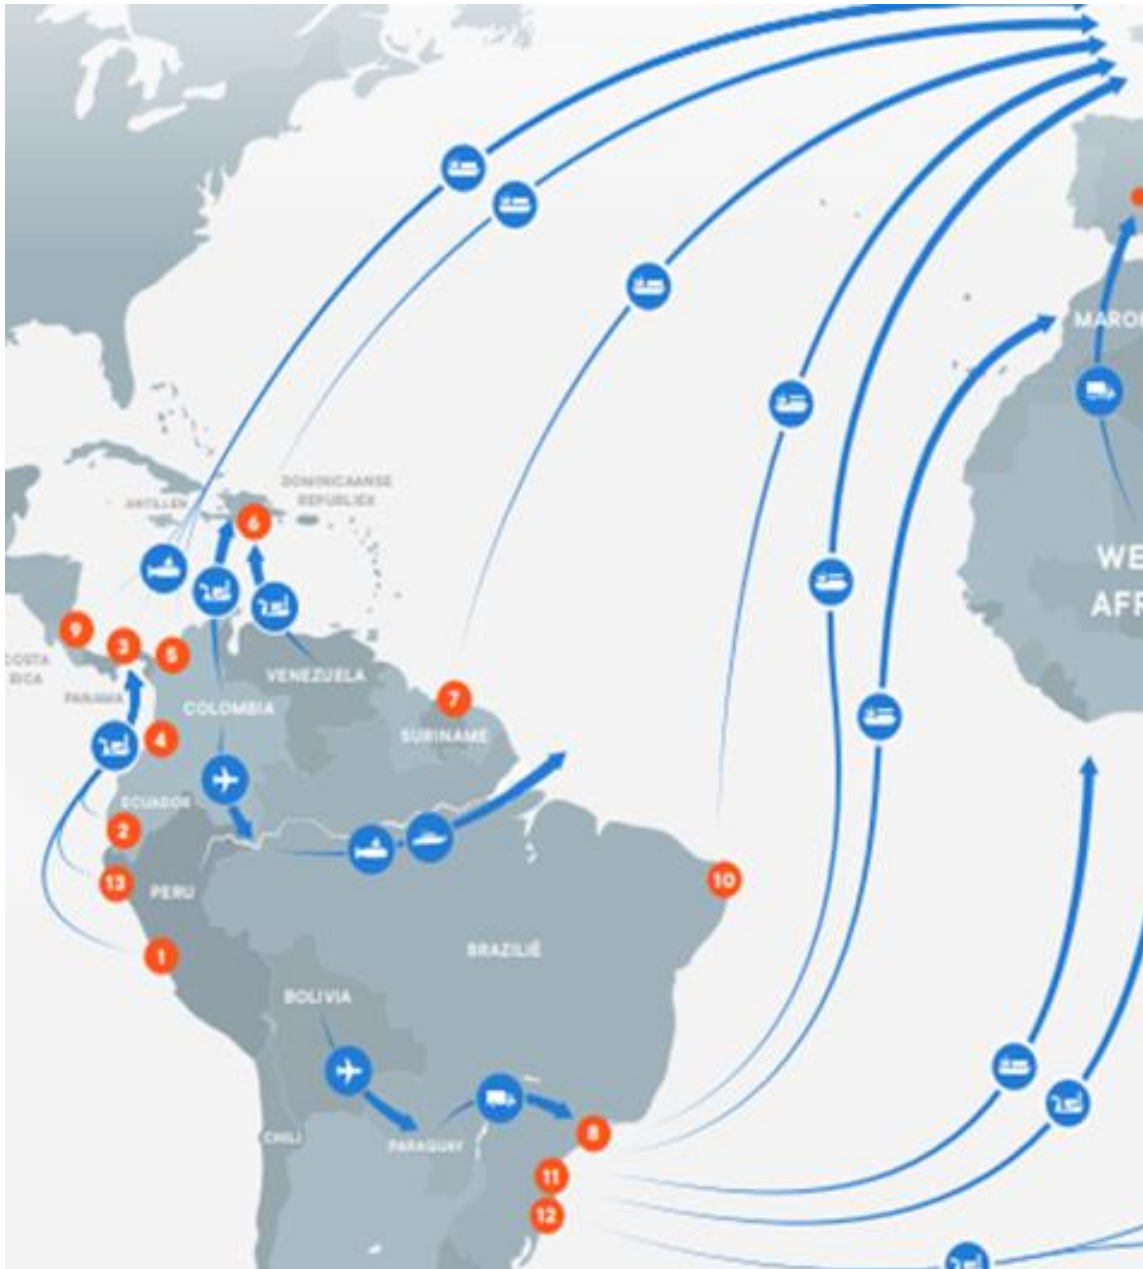 MARO
DOMINICAANSE
REPUBLIEK
ANTILLEN
6
WE
AFR
9
3
5
COSTA
RICA
VENEZUELA
PANAMA
COLOMBIA
7
SURINAME
4
ECUADOR
2
13
PERU
10
1
BRAZILIË
BOLIVIA
8
CHILI
PARAGUAY
11
12